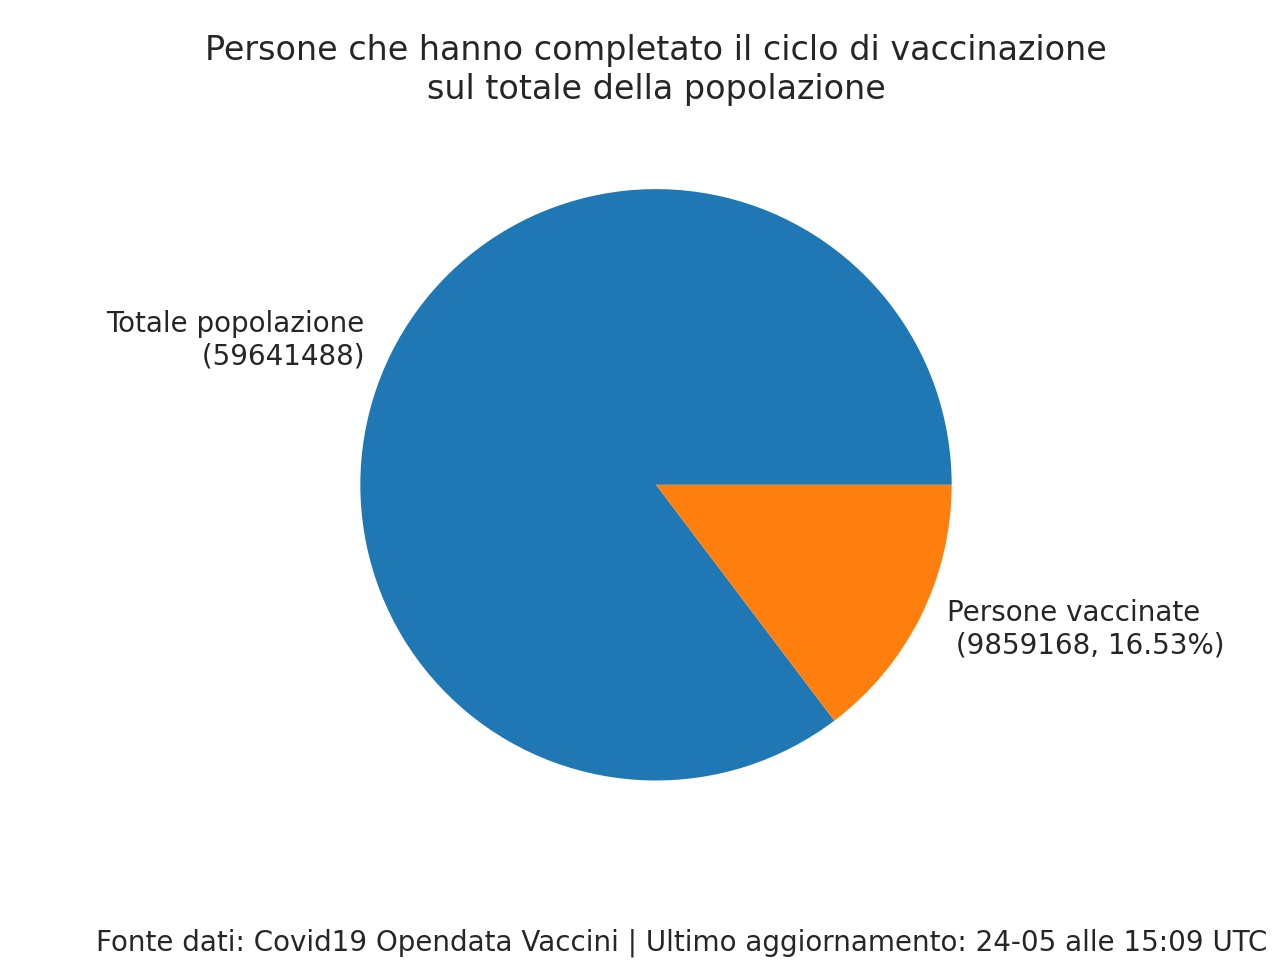 Persone che hanno completato il ciclo di vaccinazione
sul totale della popolazione
Totale popolazione
(59641488)
Persone vaccinate
(9859168, 16.53%)
Fonte dati: Covid19 Opendata Vaccini | Ultimo aggiornamento: 24-05 alle 15:09 UTC